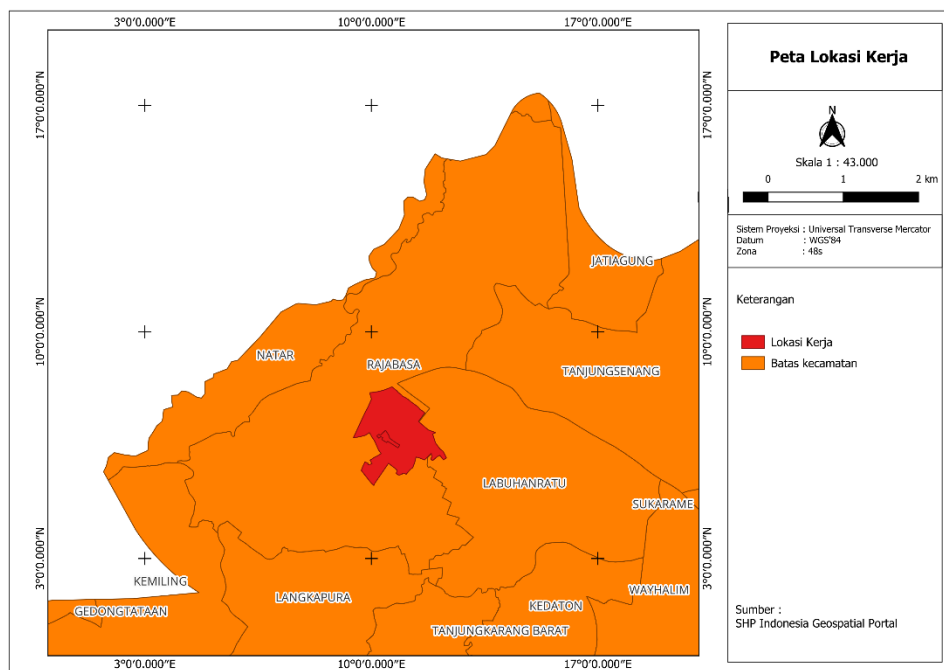 3°0'0.000"E
10°0'0.000"E
17°0'0.000"E
17°0'0.000"N
17°0'0.000"N
JATIAGUNG
10°0'0.000"N
10°0'0.000"N
NATAR
RAJABASA
TANJUNGSENANG
LABUHANRATU
SUKARAME
3°0'0.000"N
3°0'0.000"N
KEMILING
GEDONGTATAAN
LANGKAPURA
WAYHALIM
KEDATON
TANJUNGKARANG BARAT
3°0'0.000"E
10°0'0.000"E
17°0'0.000"E
Peta Lokasi Kerja
N
Skala 1 : 43.000
0 1 2 km
Sistem Proyeksi : Universal Transverse Mercator
Datum : WGS'84
Zona : 48s
Keterangan
Lokasi Kerja
Batas kecamatan
Sumber :
SHP Indonesia Geospatial Portal